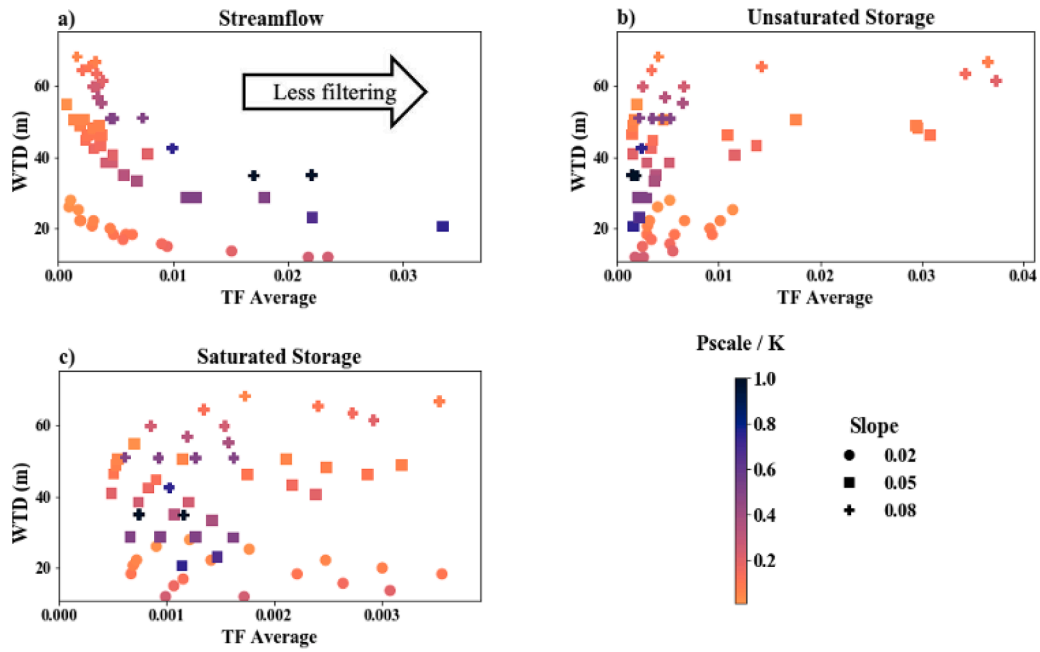 a) Streamflow
WTD (m)
60
40
20
Less filtering
0.00 0.01 0.02 0.03
TF Average
b) Unsaturated Storage
WTD (m)
60
40
20
0.00 0.01 0.02 0.03 0.04
TF Average
c) Saturated Storage
WTD (m)
60
40
20
0.000 0.001 0.002 0.003
TF Average
Pscale / K
1.0
0.8
0.6
0.4
0.2
Slope
0.02
0.05
0.08